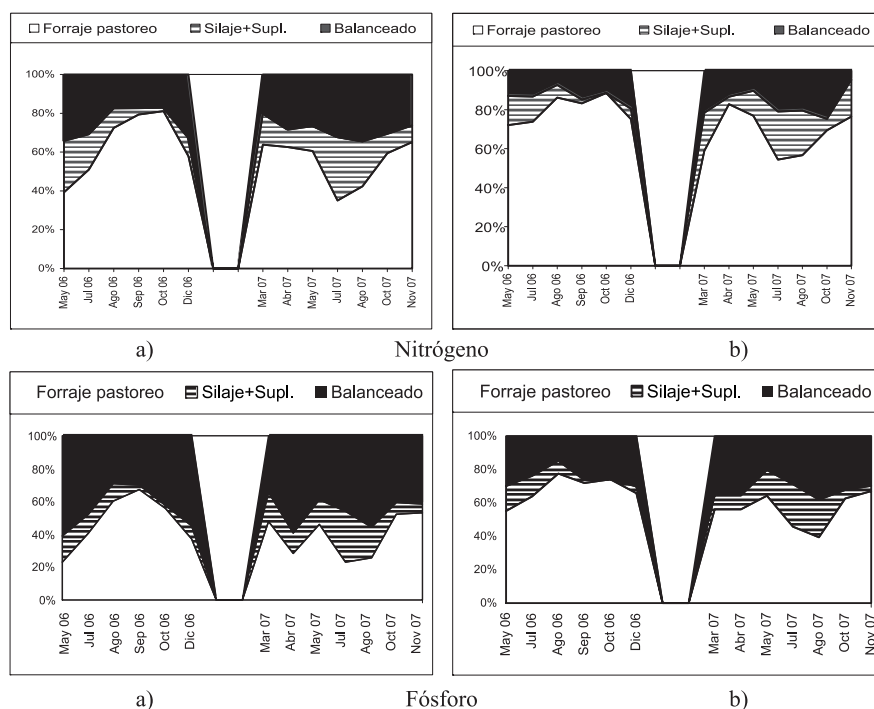 Forraje pastoreo Silaje+Supl. Balanceado
100%
80%
60%
40%
20%
0%
May 06
Jul 06
Ago 06
Sep 06
Oct 06
Dic 06
Mar 07
Abr 07
May 07
Jul 07
Ago 07
Oct 07
Nov 07
Forraje pastoreo Silaje+Supl. Balanceado
100%
80%
60%
40%
20%
0%
May 06
Jul 06
Ago 06
Sep 06
Oct 06
Dic 06
Mar 07
Abr 07
May 07
Jul 07
Ago 07
Oct 07
Nov 07
a) Nitrógeno b)
Forraje pastoreo Silaje+Supl. Balanceado
100%
80%
60%
40%
20%
0%
May 06
Jul 06
Ago 06
Sep 06
Oct 06
Dic 06
Mar 07
Abr 07
May 07
Jul 07
Ago 07
Oct 07
Nov 07
Forraje pastoreo Silaje+Supl. Balanceado
100%
80%
60%
40%
20%
0%
May 06
Jul 06
Ago 06
Sep 06
Oct 06
Dic 06
Mar 07
Abr 07
May 07
Jul 07
Ago 07
Oct 07
Nov 07
a) Fósforo b)